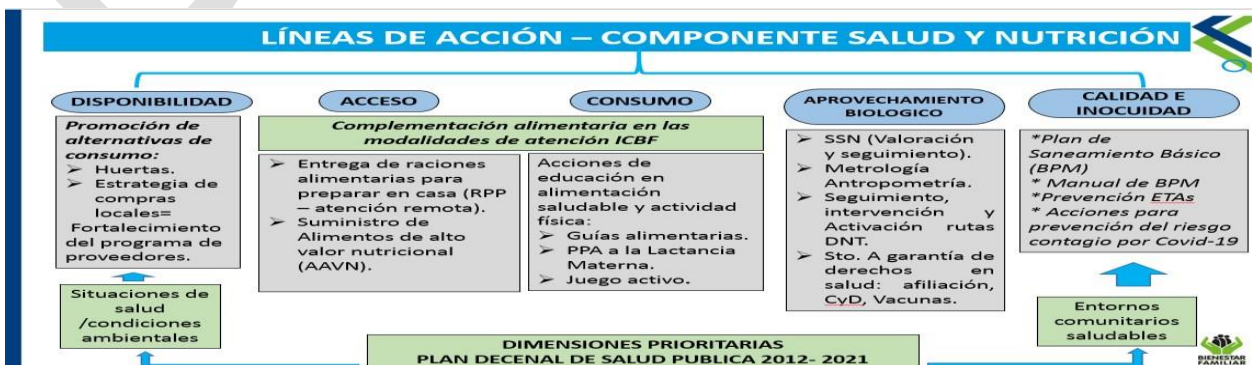 LÍNEAS DE ACCIÓN – COMPONENTE SALUD Y NUTRICIÓN
DISPONIBILIDAD
Promoción de
alternativas de
consumo:
➢ Huertas.
➢ Estrategia de
compras
locales=
Fortalecimiento
del programa de
proveedores.
Situaciones de
salud
/condiciones
ambientales
ACCESO
CONSUMO
Complementación alimentaria en las
modalidades de atención ICBF
➢ Entrega de raciones
alimentarias para
preparar en casa (RPP
– atención remota).
➢ Suministro de
Alimentos de alto
valor nutricional
(AAVN).
Acciones de
educación en
alimentación
saludable y actividad
física:
➢ Guías alimentarias.
➢ PPA a la Lactancia
Materna.
➢ Juego activo.
APROVECHAMIENTO
BIOLOGICO
➢ SSN (Valoración
y seguimiento).
➢ Metrología
Antropometría.
➢ Seguimiento,
intervención y
Activación rutas
DNT.
➢ Sto. A garantía de
derechos en
salud: afiliación,
CyD, Vacunas.
CALIDAD E
INOCUIDAD
*Plan de
Saneamiento Básico
(BPM)
* Manual de BPM
*Prevención ETAs
* Acciones para
prevención del riesgo
contagio por Covid-19
Entornos
comunitarios
saludables
DIMENSIONES PRIORITARIAS
PLAN DECENAL DE SALUD PUBLICA 2012- 2021
BIENESTAR
FAMILIAR